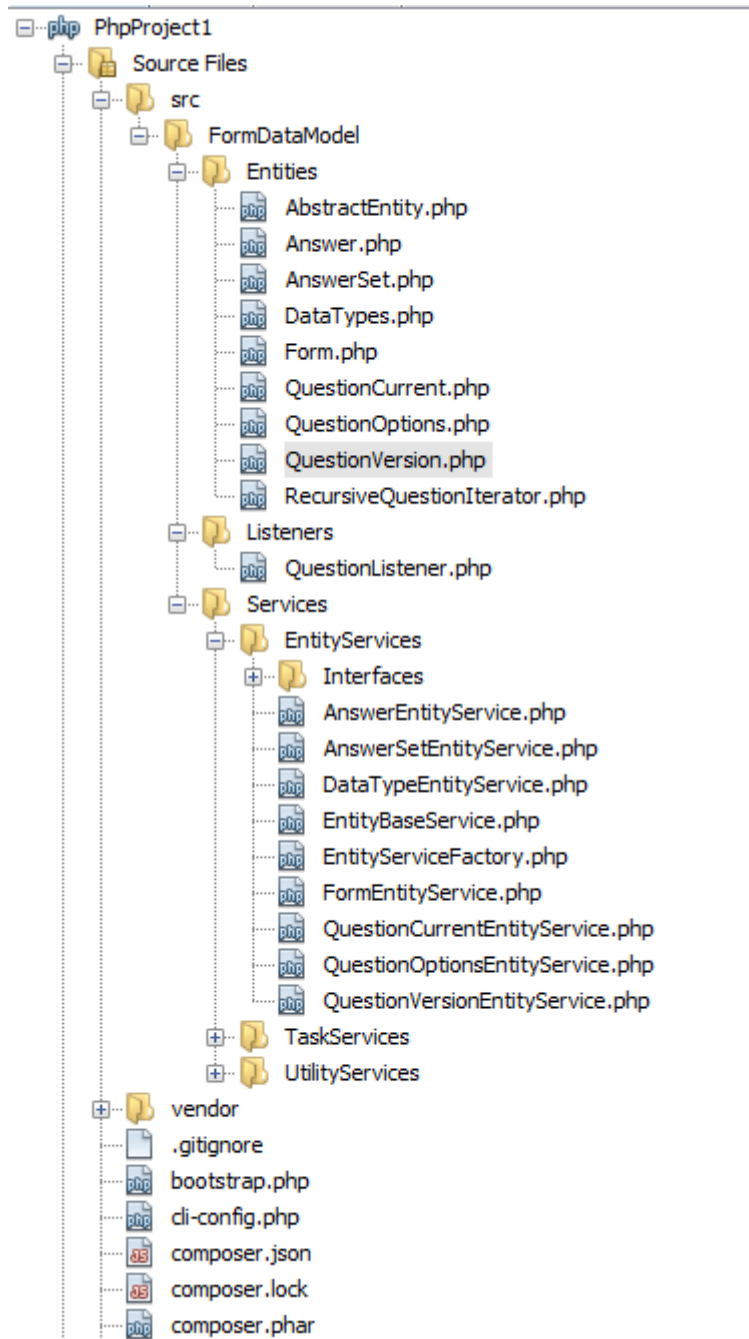 PhpProject1
Source Files
src
FormDataModel
Entities
AbstractEntity.php
Answer.php
AnswerSet.php
DataTypes.php
Form.php
QuestionCurrent.php
QuestionOptions.php
QuestionVersion.php
RecursiveQuestionIterator.php
Listeners
QuestionListener.php
Services
EntityServices
Interfaces
AnswerEntityService.php
AnswerSetEntityService.php
DataTypeEntityService.php
EntityBaseService.php
EntityServiceFactory.php
FormEntityService.php
QuestionCurrentEntityService.php
QuestionOptionsEntityService.php
QuestionVersionEntityService.php
TaskServices
UtilityServices
vendor
.gitignore
bootstrap.php
cli-config.php
composer.json
composer.lock
composer.phar